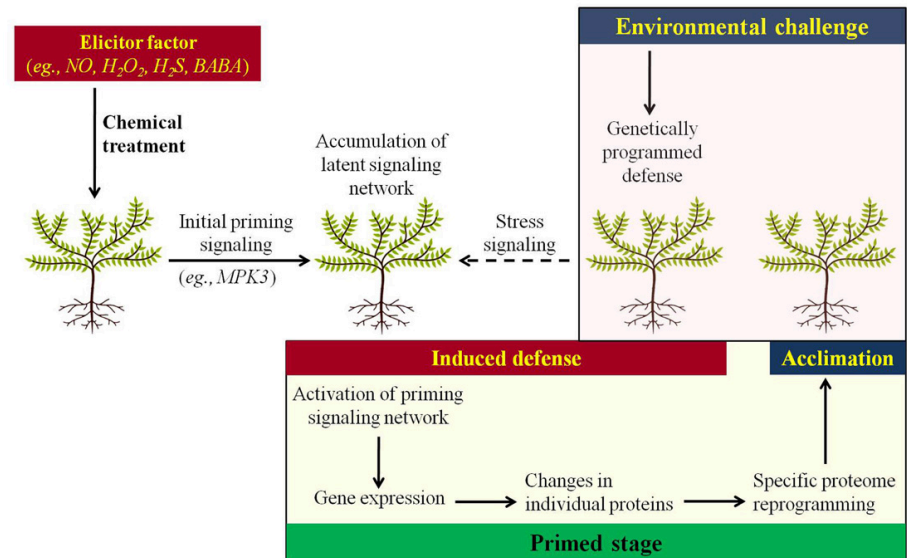 Elicitor factor
(eg., NO, H₂O₂, H₂S, BABA)
Chemical
treatment
Initial priming
signaling
(eg., MPK3)
Accumulation of
latent signaling
network
Stress
signaling
Environmental challenge
Genetically
programmed
defense
Induced defense
Acclimation
Activation of priming
signaling network
Gene expression
Changes in
individual proteins
Specific proteome
reprogramming
Primed stage